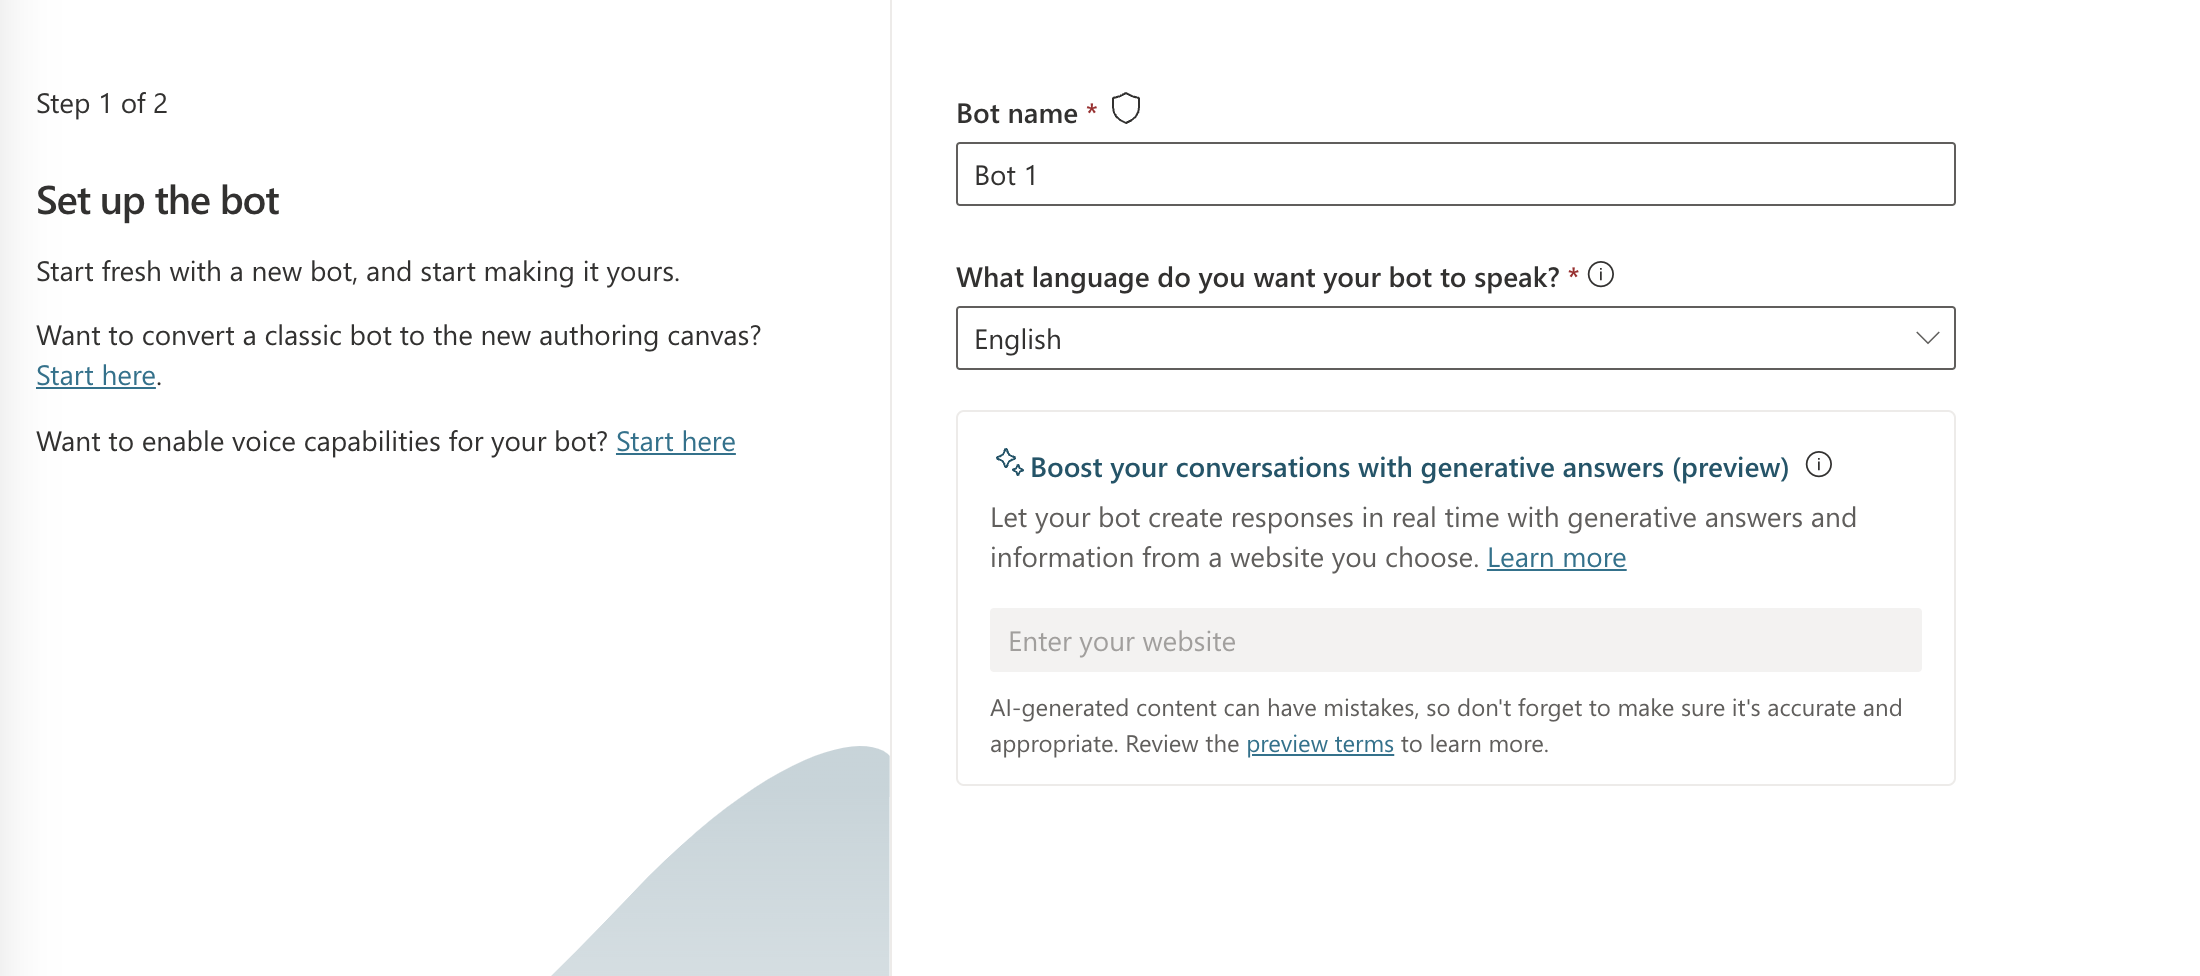 Step 1 of 2
Set up the bot
Start fresh with a new bot, and start making it yours.
Want to convert a classic bot to the new authoring canvas?
Start here.
Want to enable voice capabilities for your bot? Start here
Bot name *
Bot 1
What language do you want your bot to speak? *
English
Boost your conversations with generative answers (preview)
Let your bot create responses in real time with generative answers and
information from a website you choose. Learn more
Enter your website
AI-generated content can have mistakes, so don't forget to make sure it's accurate and
appropriate. Review the preview terms to learn more.